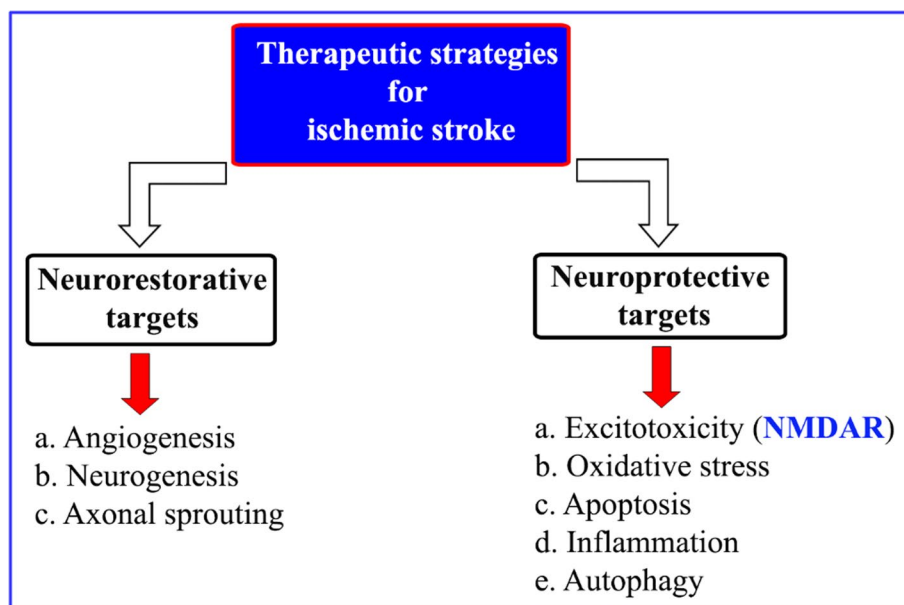 Therapeutic strategies
for
ischemic stroke
Neurorestorative
targets
a. Angiogenesis
b. Neurogenesis
c. Axonal sprouting
Neuroprotective
targets
a. Excitotoxicity (NMDAR)
b. Oxidative stress
c. Apoptosis
d. Inflammation
e. Autophagy